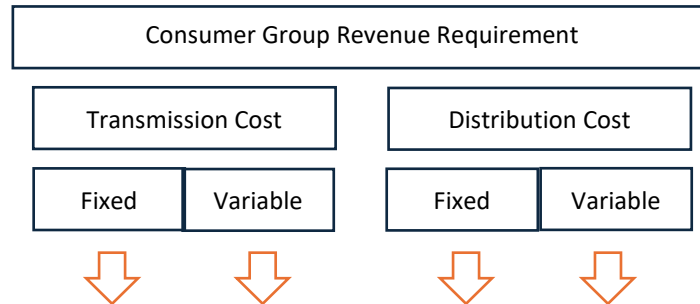 Consumer Group Revenue Requirement
Transmission Cost
Distribution Cost
Fixed
Variable
Fixed
Variable